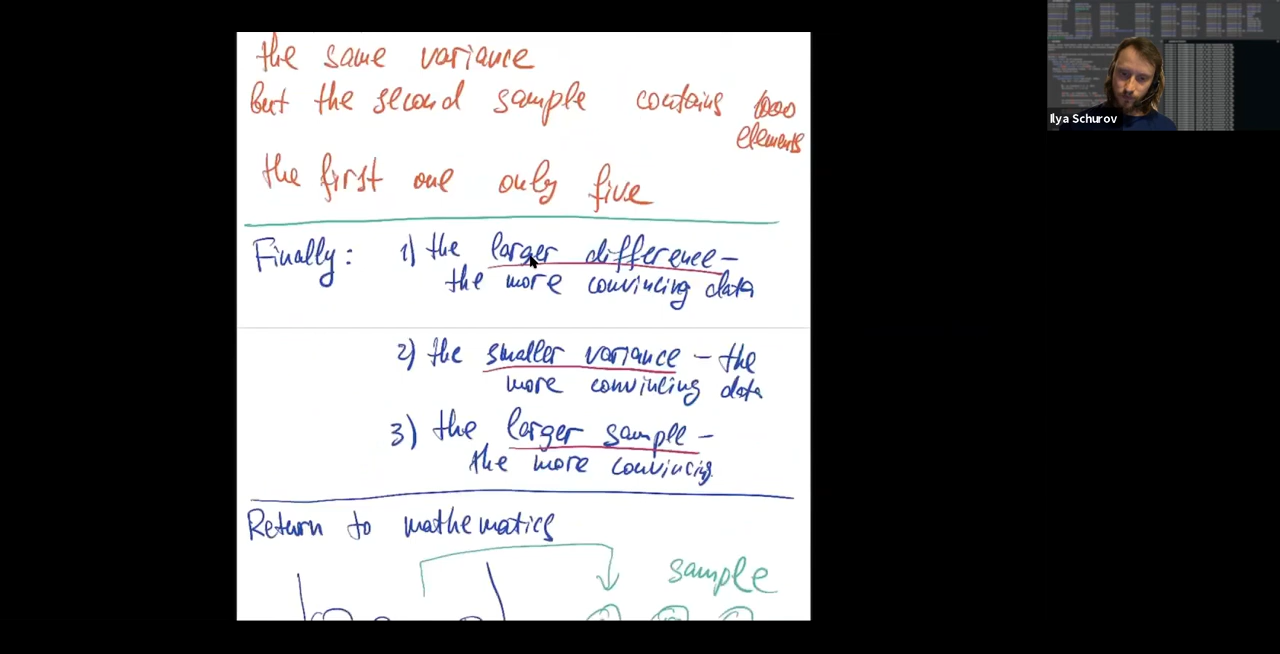 the same variance
but the second sample contains 1000
elements
the first one only five
Finally: 1) the larger difference –
the more convincing data
2) the smaller variance – the
more convincing data
3) the larger sample –
the more convincing
Return to mathematics
sample
Ilya Schurov